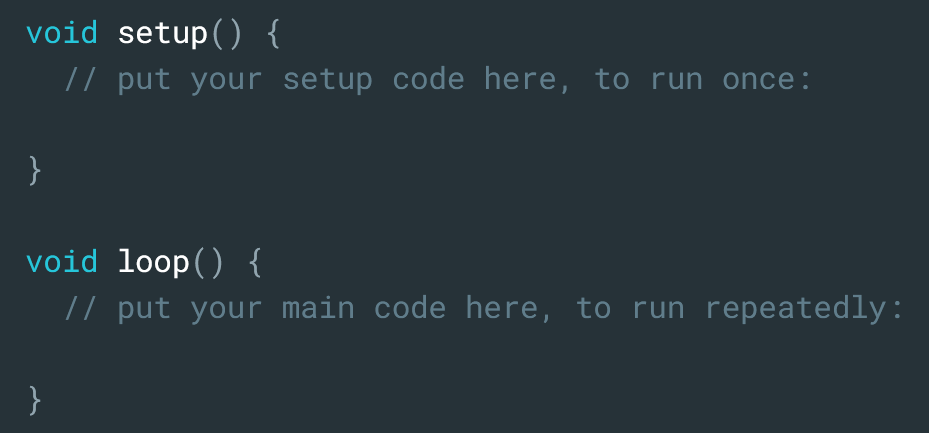 void setup() {
  // put your setup code here, to run once:
}
void loop() {
  // put your main code here, to run repeatedly:
}